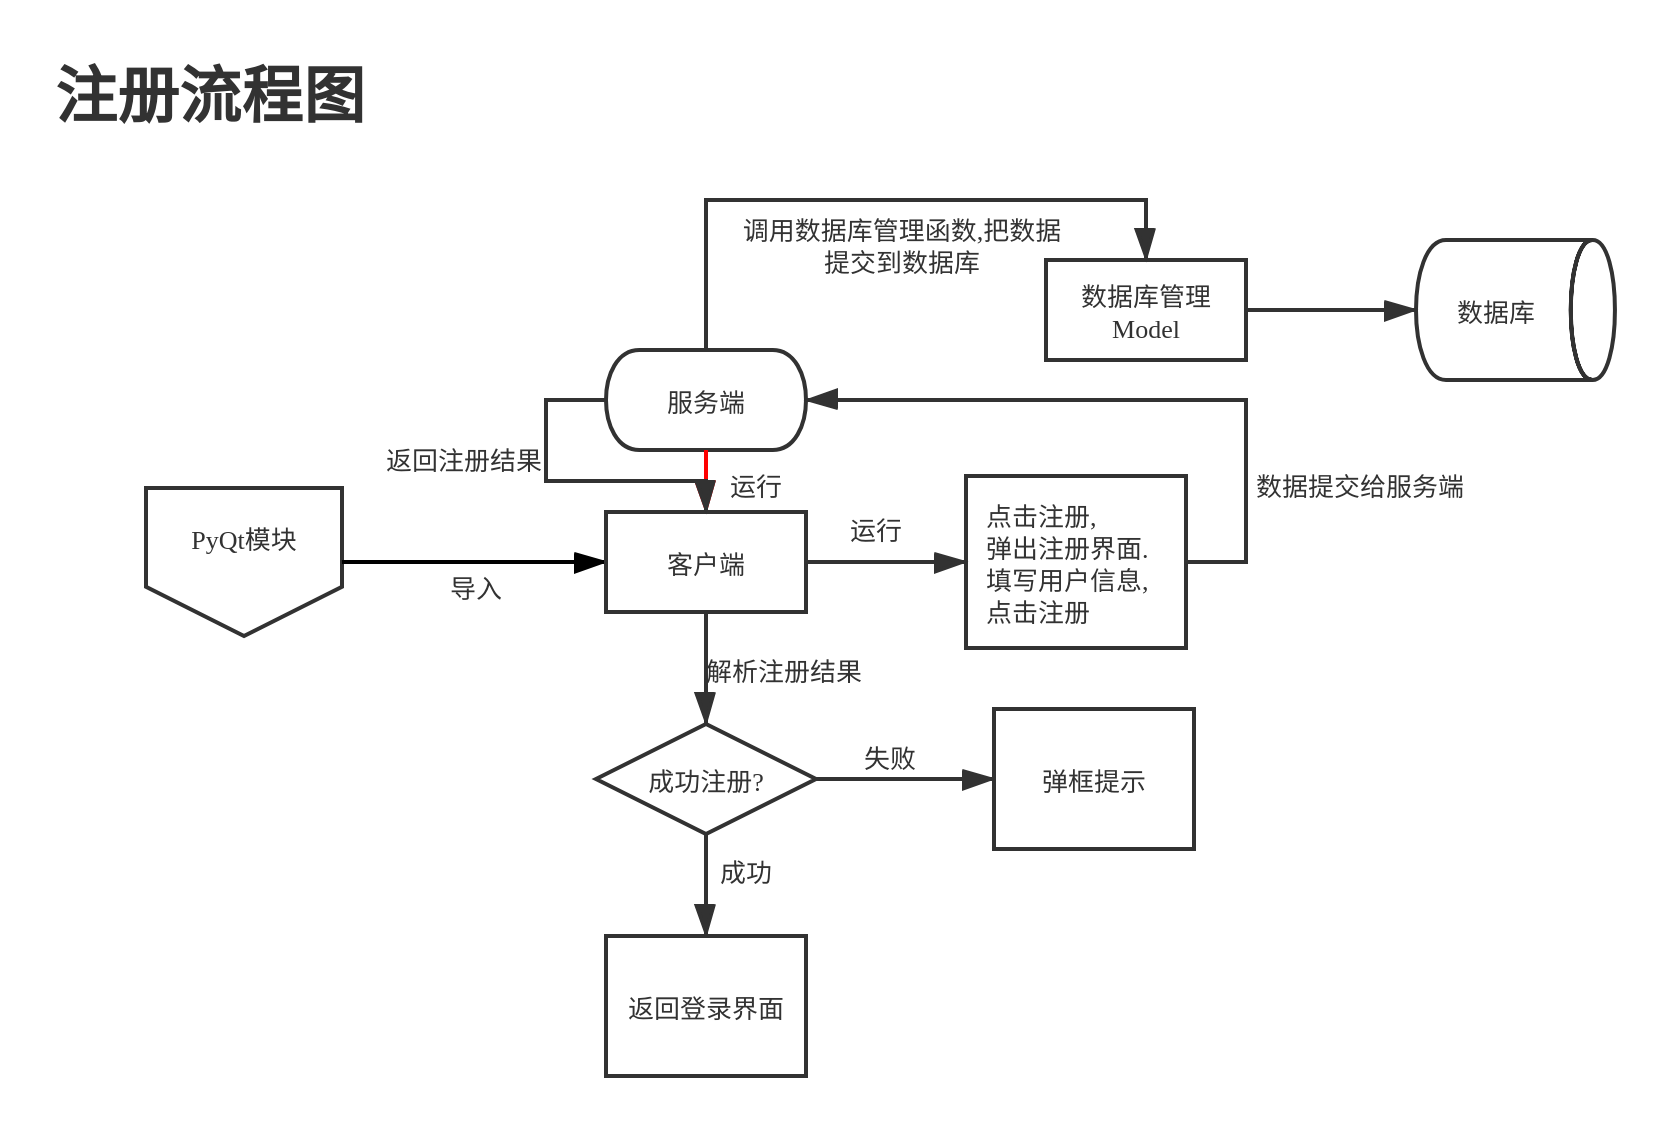 注册流程图
调用数据库管理函数,把数据
提交到数据库
数据库管理
Model
数据库
服务端
返回注册结果
运行
数据提交给服务端
PyQt模块
导入
客户端
运行
点击注册,
弹出注册界面.
填写用户信息,
点击注册
解析注册结果
成功注册?
失败
弹框提示
成功
返回登录界面